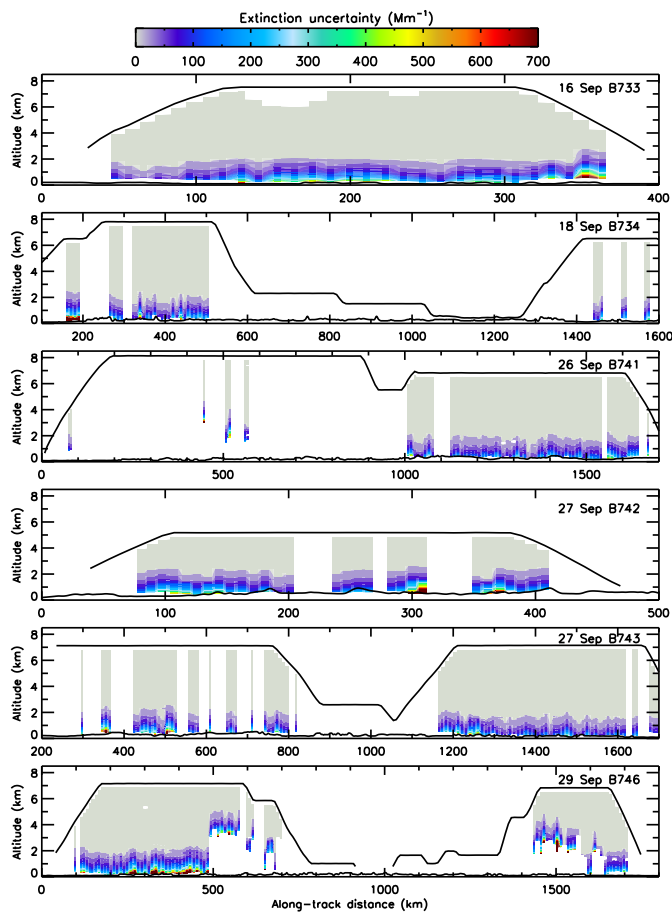 Extinction uncertainty (Mm⁻¹)
0 100 200 300 400 500 600 700
16 Sep B733
Altitude (km)
8
6
4
2
0
0 100 200 300 400
18 Sep B734
Altitude (km)
8
6
4
2
0
200 400 600 800 1000 1200 1400 1600
26 Sep B741
Altitude (km)
8
6
4
2
0
0 500 1000 1500
27 Sep B742
Altitude (km)
8
6
4
2
0
0 100 200 300 400 500
27 Sep B743
Altitude (km)
8
6
4
2
0
200 400 600 800 1000 1200 1400 1600
29 Sep B746
Altitude (km)
8
6
4
2
0
0 500 1000 1500
Along-track distance (km)